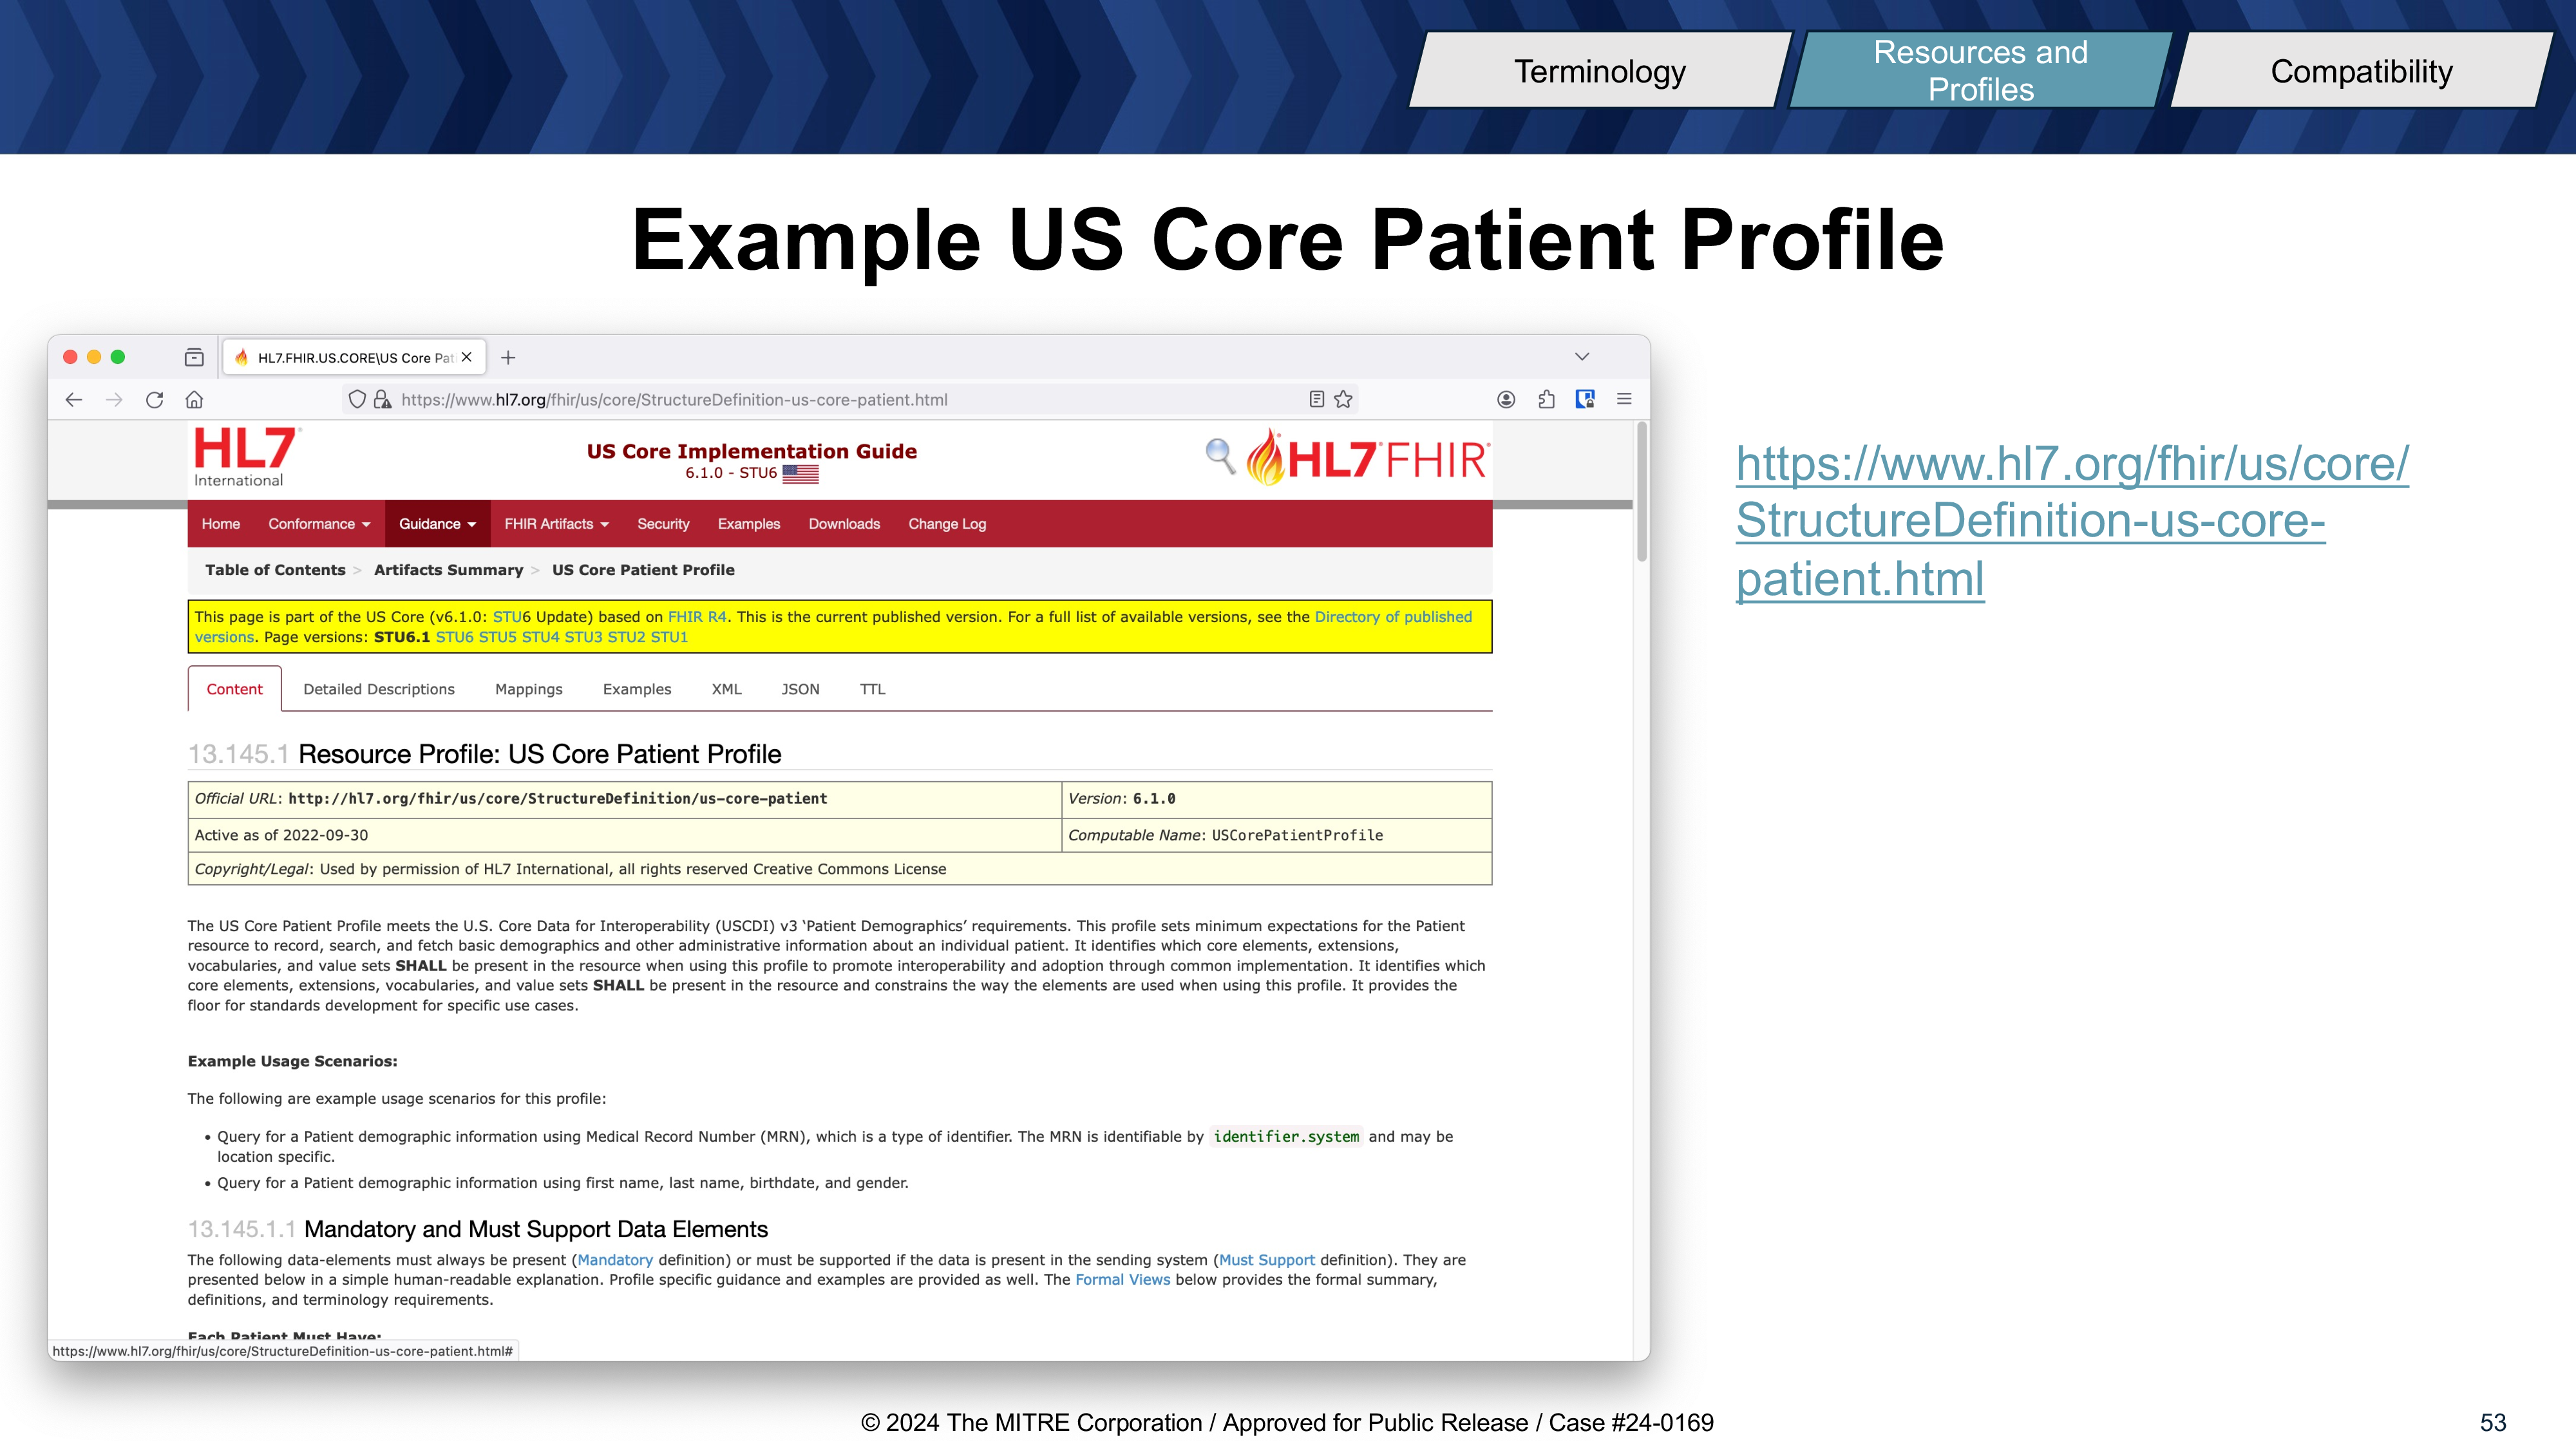 Terminology
Resources and
Profiles
Compatibility
Example US Core Patient Profile
HL7.FHIR.US.CORE\US Core Pat
https://www.hl7.org/fhir/us/core/StructureDefinition-us-core-patient.html
HL7
International
US Core Implementation Guide
6.1.0 - STU6
HL7 FHIR
Home Conformance Guidance FHIR Artifacts Security Examples Downloads Change Log
Table of Contents > Artifacts Summary > US Core Patient Profile
This page is part of the US Core (v6.1.0: STU6 Update) based on FHIR R4. This is the current published version. For a full list of available versions, see the Directory of published
versions. Page versions: STU6.1 STU6 STU5 STU4 STU3 STU2 STU1
Content Detailed Descriptions Mappings Examples XML JSON TTL
13.145.1 Resource Profile: US Core Patient Profile
Official URL: http://hl7.org/fhir/us/core/StructureDefinition/us-core-patient Version: 6.1.0
Active as of 2022-09-30 Computable Name: USCorePatientProfile
Copyright/Legal: Used by permission of HL7 International, all rights reserved Creative Commons License
The US Core Patient Profile meets the U.S. Core Data for Interoperability (USCDI) v3 ‘Patient Demographics’ requirements. This profile sets minimum expectations for the Patient
resource to record, search, and fetch basic demographics and other administrative information about an individual patient. It identifies which core elements, extensions,
vocabularies, and value sets SHALL be present in the resource when using this profile to promote interoperability and adoption through common implementation. It identifies which
core elements, extensions, vocabularies, and value sets SHALL be present in the resource and constrains the way the elements are used when using this profile. It provides the
floor for standards development for specific use cases.
Example Usage Scenarios:
The following are example usage scenarios for this profile:
• Query for a Patient demographic information using Medical Record Number (MRN), which is a type of identifier. The MRN is identifiable by identifier.system and may be
location specific.
• Query for a Patient demographic information using first name, last name, birthdate, and gender.
13.145.1.1 Mandatory and Must Support Data Elements
The following data-elements must always be present (Mandatory definition) or must be supported if the data is present in the sending system (Must Support definition). They are
presented below in a simple human-readable explanation. Profile specific guidance and examples are provided as well. The Formal Views below provides the formal summary,
definitions, and terminology requirements.
Each Patient Must Have:
https://www.hl7.org/fhir/us/core/StructureDefinition-us-core-patient.html#
https://www.hl7.org/fhir/us/core/
StructureDefinition-us-core-
patient.html
© 2024 The MITRE Corporation / Approved for Public Release / Case #24-0169
53